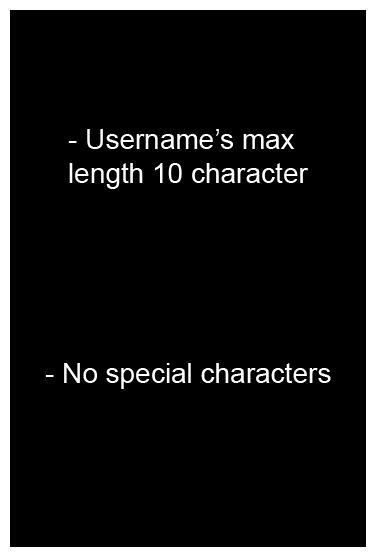 - Username’s max
length 10 character
- No special characters